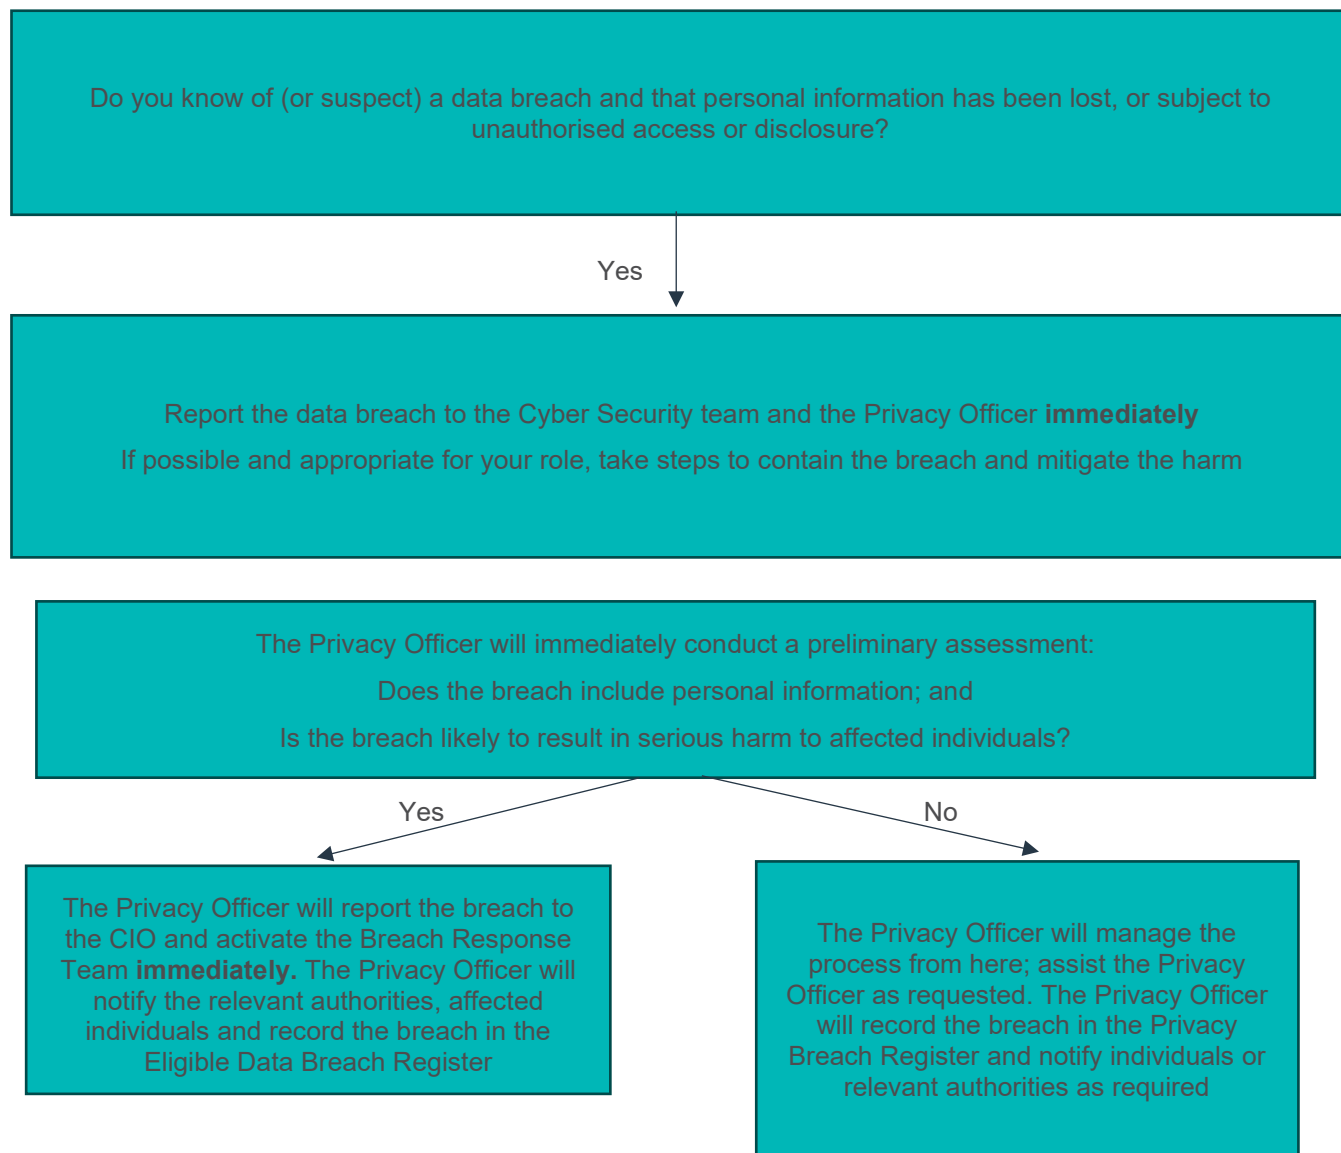 Do you know of (or suspect) a data breach and that personal information has been lost, or subject to
unauthorised access or disclosure?
Yes
Report the data breach to the Cyber Security team and the Privacy Officer immediately
If possible and appropriate for your role, take steps to contain the breach and mitigate the harm
The Privacy Officer will immediately conduct a preliminary assessment:
Does the breach include personal information; and
Is the breach likely to result in serious harm to affected individuals?
Yes
No
The Privacy Officer will report the breach to
the CIO and activate the Breach Response
Team immediately. The Privacy Officer will
notify the relevant authorities, affected
individuals and record the breach in the
Eligible Data Breach Register
The Privacy Officer will manage the
process from here; assist the Privacy
Officer as requested. The Privacy Officer
will record the breach in the Privacy
Breach Register and notify individuals or
relevant authorities as required